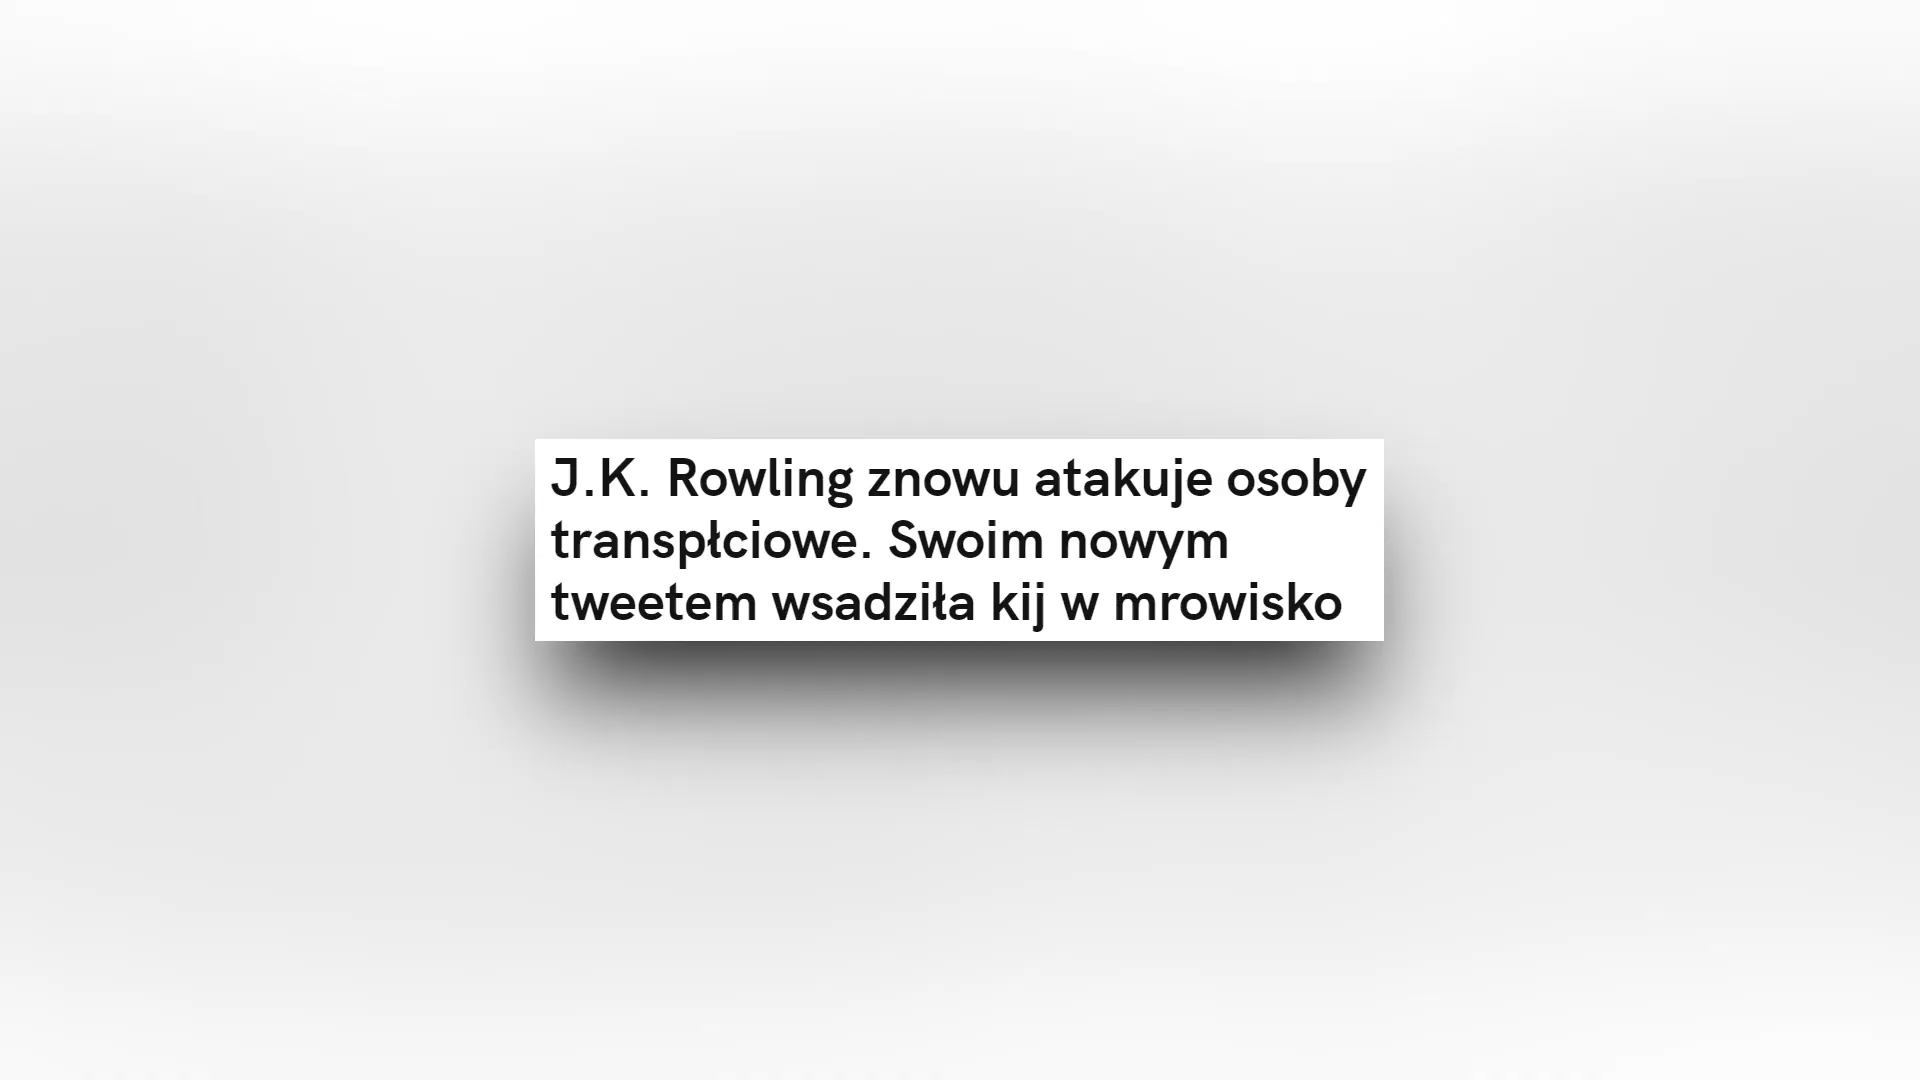 J.K. Rowling znowu atakuje osoby
transpłciowe. Swoim nowym
tweetem wsadziła kij w mrowisko